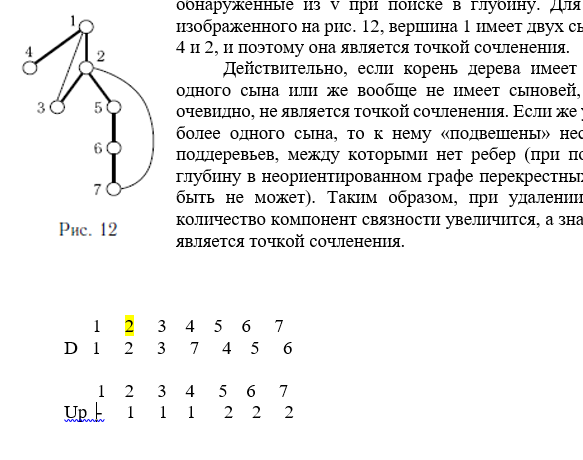 обнаруженные из v при поиске в глубину. Для
изображенного на рис. 12, вершина 1 имеет двух сы
4 и 2, и поэтому она является точкой сочленения.
Действительно, если корень дерева имеет
одного сына или же вообще не имеет сыновей,
очевидно, не является точкой сочленения. Если же у
более одного сына, то к нему «подвешены» нес
поддеревьев, между которыми нет ребер (при по
глубину в неориентированном графе перекрестны
быть не может). Таким образом, при удалении
количество компонент связности увеличится, а зна
является точкой сочленения.
1
4
2
3
5
6
7
Рис. 12
1 2 3 4 5 6 7
D 1 2 3 7 4 5 6
1 2 3 4 5 6 7
Up - 1 1 1 2 2 2